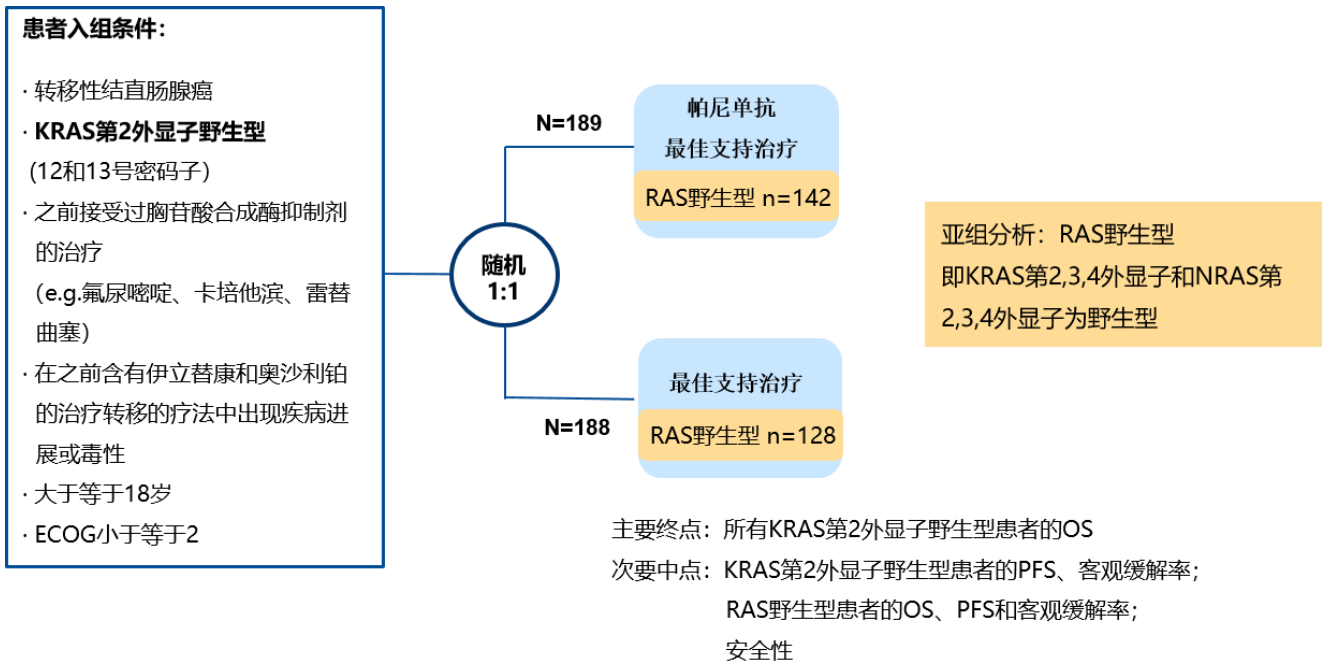 患者入组条件：
· 转移性结直肠腺癌
· KRAS第2外显子野生型
(12和13号密码子)
· 之前接受过胸苷酸合成酶抑制剂
的治疗
（e.g.氟尿嘧啶、卡培他滨、雷替
曲塞）
· 在之前含有伊立替康和奥沙利铂
的治疗转移的疗法中出现疾病进
展或毒性
· 大于等于18岁
· ECOG小于等于2
随机
1:1
N=189
帕尼单抗
最佳支持治疗
RAS野生型 n=142
N=188
最佳支持治疗
RAS野生型 n=128
亚组分析：RAS野生型
即KRAS第2,3,4外显子和NRAS第
2,3,4外显子为野生型
主要终点：所有KRAS第2外显子野生型患者的OS
次要中点：KRAS第2外显子野生型患者的PFS、客观缓解率；
RAS野生型患者的OS、PFS和客观缓解率；
安全性